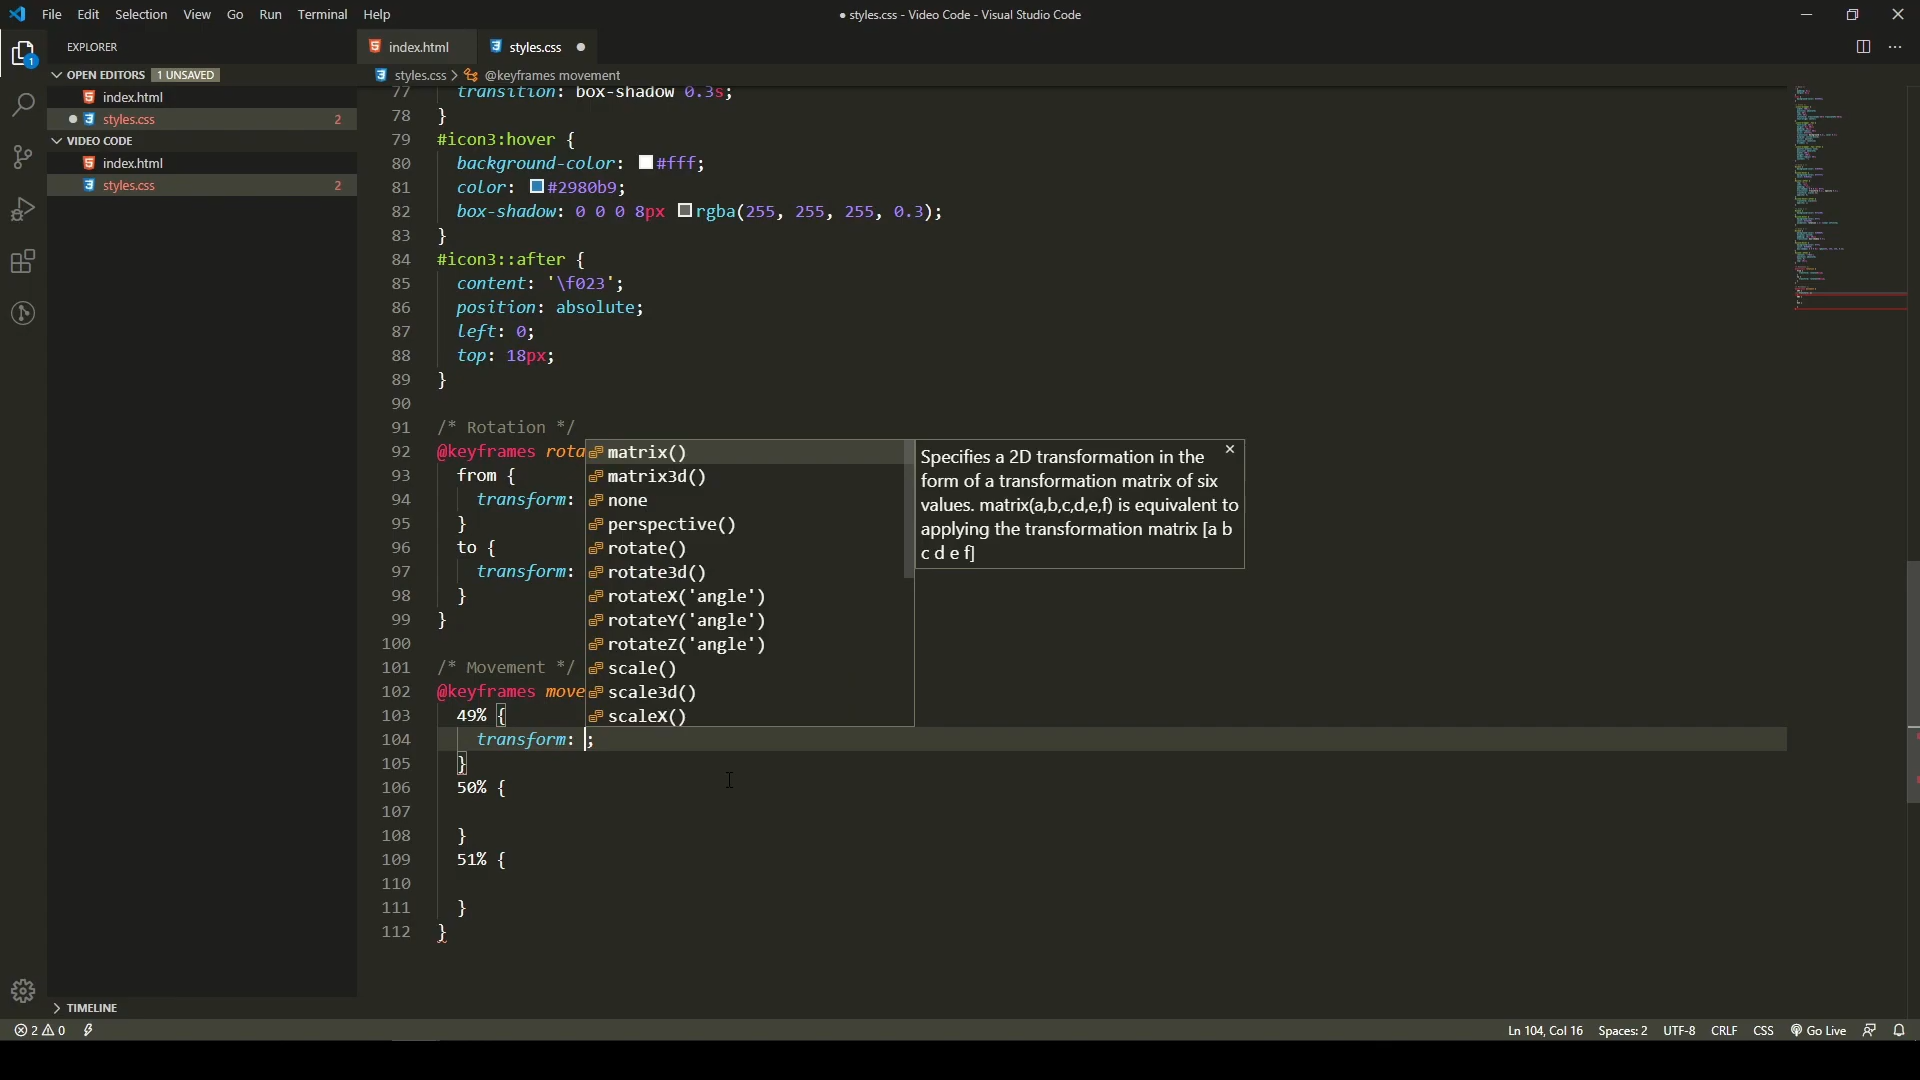 File Edit Selection View Go Run Terminal Help
● styles.css - Video Code - Visual Studio Code
EXPLORER
index.html
styles.css ●
1
OPEN EDITORS 1 UNSAVED
styles.css > @keyframes movement
index.html
● styles.css 2
VIDEO CODE
index.html
styles.css 2
77 transition: box-shadow 0.3s;
78 }
79 #icon3:hover {
80 background-color: #fff;
81 color: #2980b9;
82 box-shadow: 0 0 0 8px rgba(255, 255, 255, 0.3);
83 }
84 #icon3::after {
85 content: '\f023';
86 position: absolute;
87 left: 0;
88 top: 18px;
89 }
90
91 /* Rotation */
92 @keyframes rota
93 from {
94 transform:
95 }
96 to {
97 transform:
98 }
99 }
100
101 /* Movement */
102 @keyframes move
103 49% {
104 transform: ;
105 }
106 50% {
107
108 }
109 51% {
110
111 }
112 }
matrix()
matrix3d()
none
perspective()
rotate()
rotate3d()
rotateX('angle')
rotateY('angle')
rotateZ('angle')
scale()
scale3d()
scaleX()
Specifies a 2D transformation in the
form of a transformation matrix of six
values. matrix(a,b,c,d,e,f) is equivalent to
applying the transformation matrix [a b
c d e f]
TIMELINE
2 0
Ln 104, Col 16 Spaces: 2 UTF-8 CRLF CSS Go Live